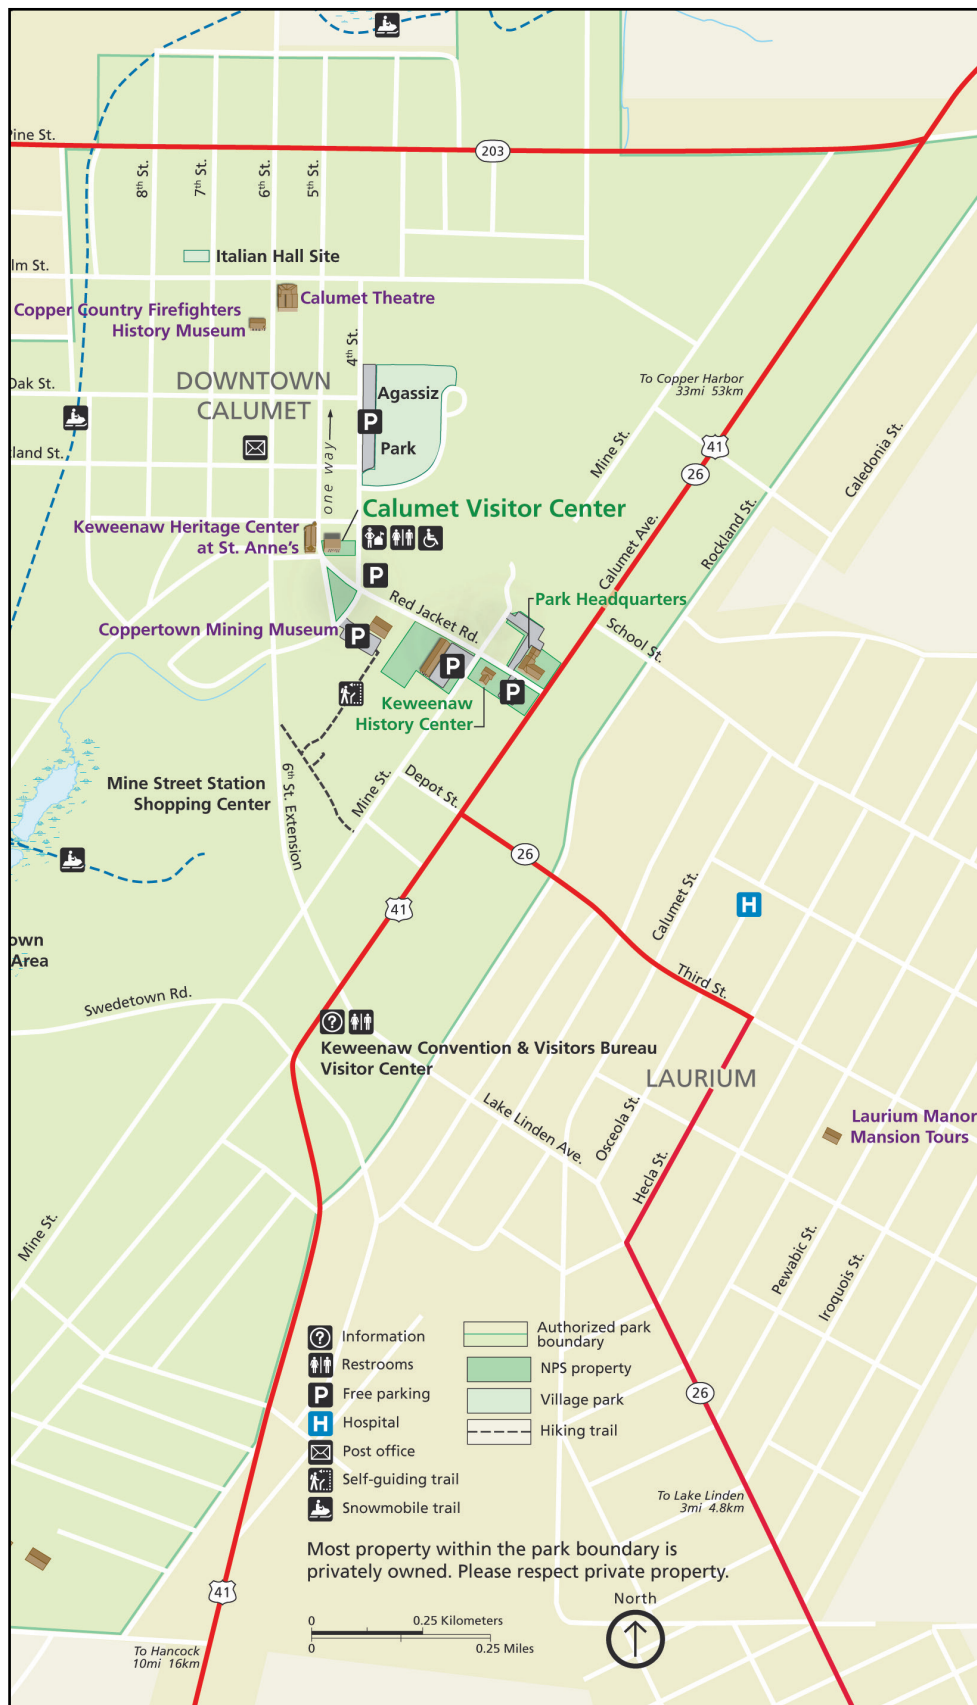 Pine St.
203
8th St.
7th St.
6th St.
5th St.
Italian Hall Site
lm St.
Calumet Theatre
Copper Country Firefighters
History Museum
4th St.
Oak St.
DOWNTOWN
CALUMET
Agassiz
P
Park
To Copper Harbor
33mi 53km
41
26
Mine St.
Caledonia St.
land St.
one way
Calumet Visitor Center
Keweenaw Heritage Center
at St. Anne's
Calumet Ave.
Rockland St.
P
Red Jacket Rd.
Park Headquarters
School St.
Coppertown Mining Museum
P
P
P
Keweenaw
History Center
Mine Street Station
Shopping Center
6th St. Extension
Mine St.
Depot St.
26
41
Calumet St.
H
own
Area
Third St.
Swedetown Rd.
?
Keweenaw Convention & Visitors Bureau
Visitor Center
LAURIUM
Lake Linden Ave.
Osceola St.
Hecla St.
Laurium Manor
Mansion Tours
Mine St.
Pewabic St.
Iroquois St.
? Information
Restrooms
P Free parking
H Hospital
Post office
Self-guiding trail
Snowmobile trail
Authorized park
boundary
NPS property
Village park
Hiking trail
26
To Lake Linden
3mi 4.8km
Most property within the park boundary is
privately owned. Please respect private property.
41
North
0 0.25 Kilometers
0 0.25 Miles
To Hancock
10mi 16km